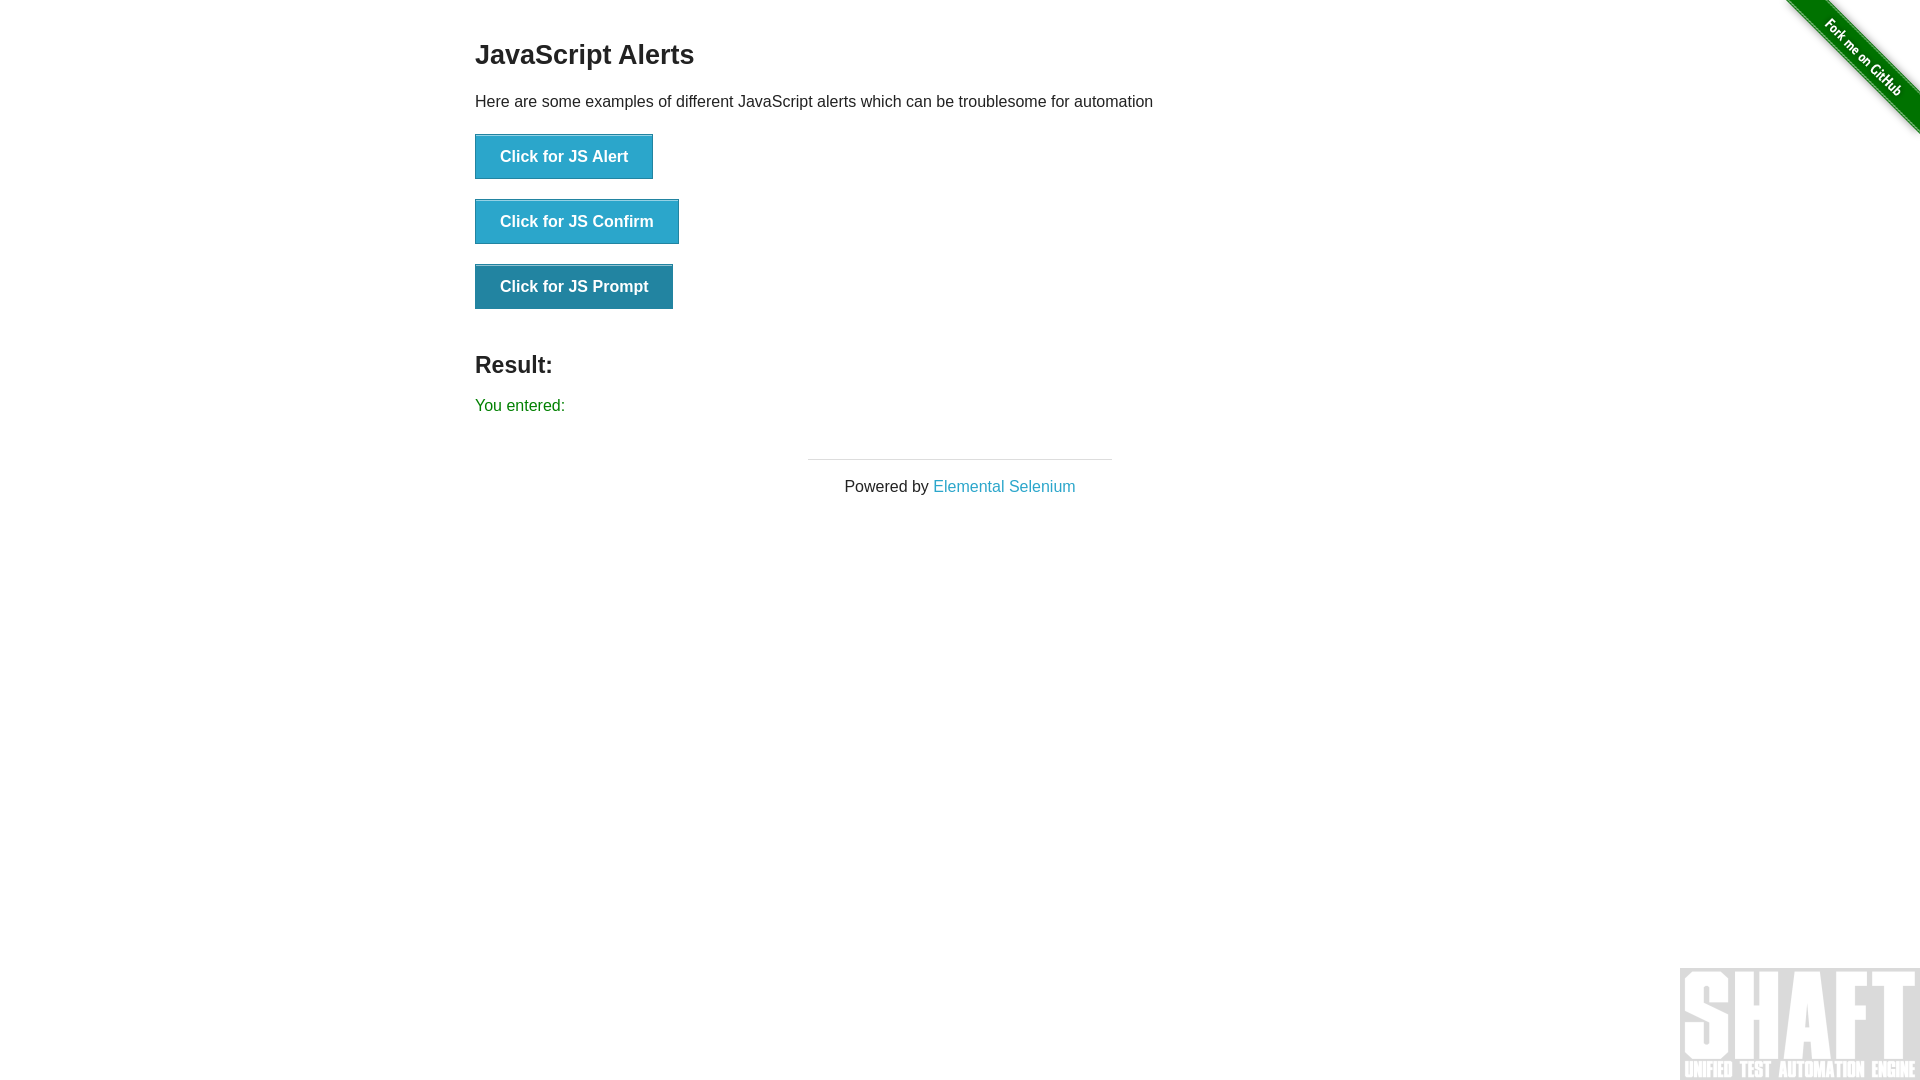 JavaScript Alerts
Fork me on GitHub
Here are some examples of different JavaScript alerts which can be troublesome for automation
Click for JS Alert
Click for JS Confirm
Click for JS Prompt
Result:
You entered:
Powered by Elemental Selenium
SHAFT
UNIFIED TEST AUTOMATION ENGINE